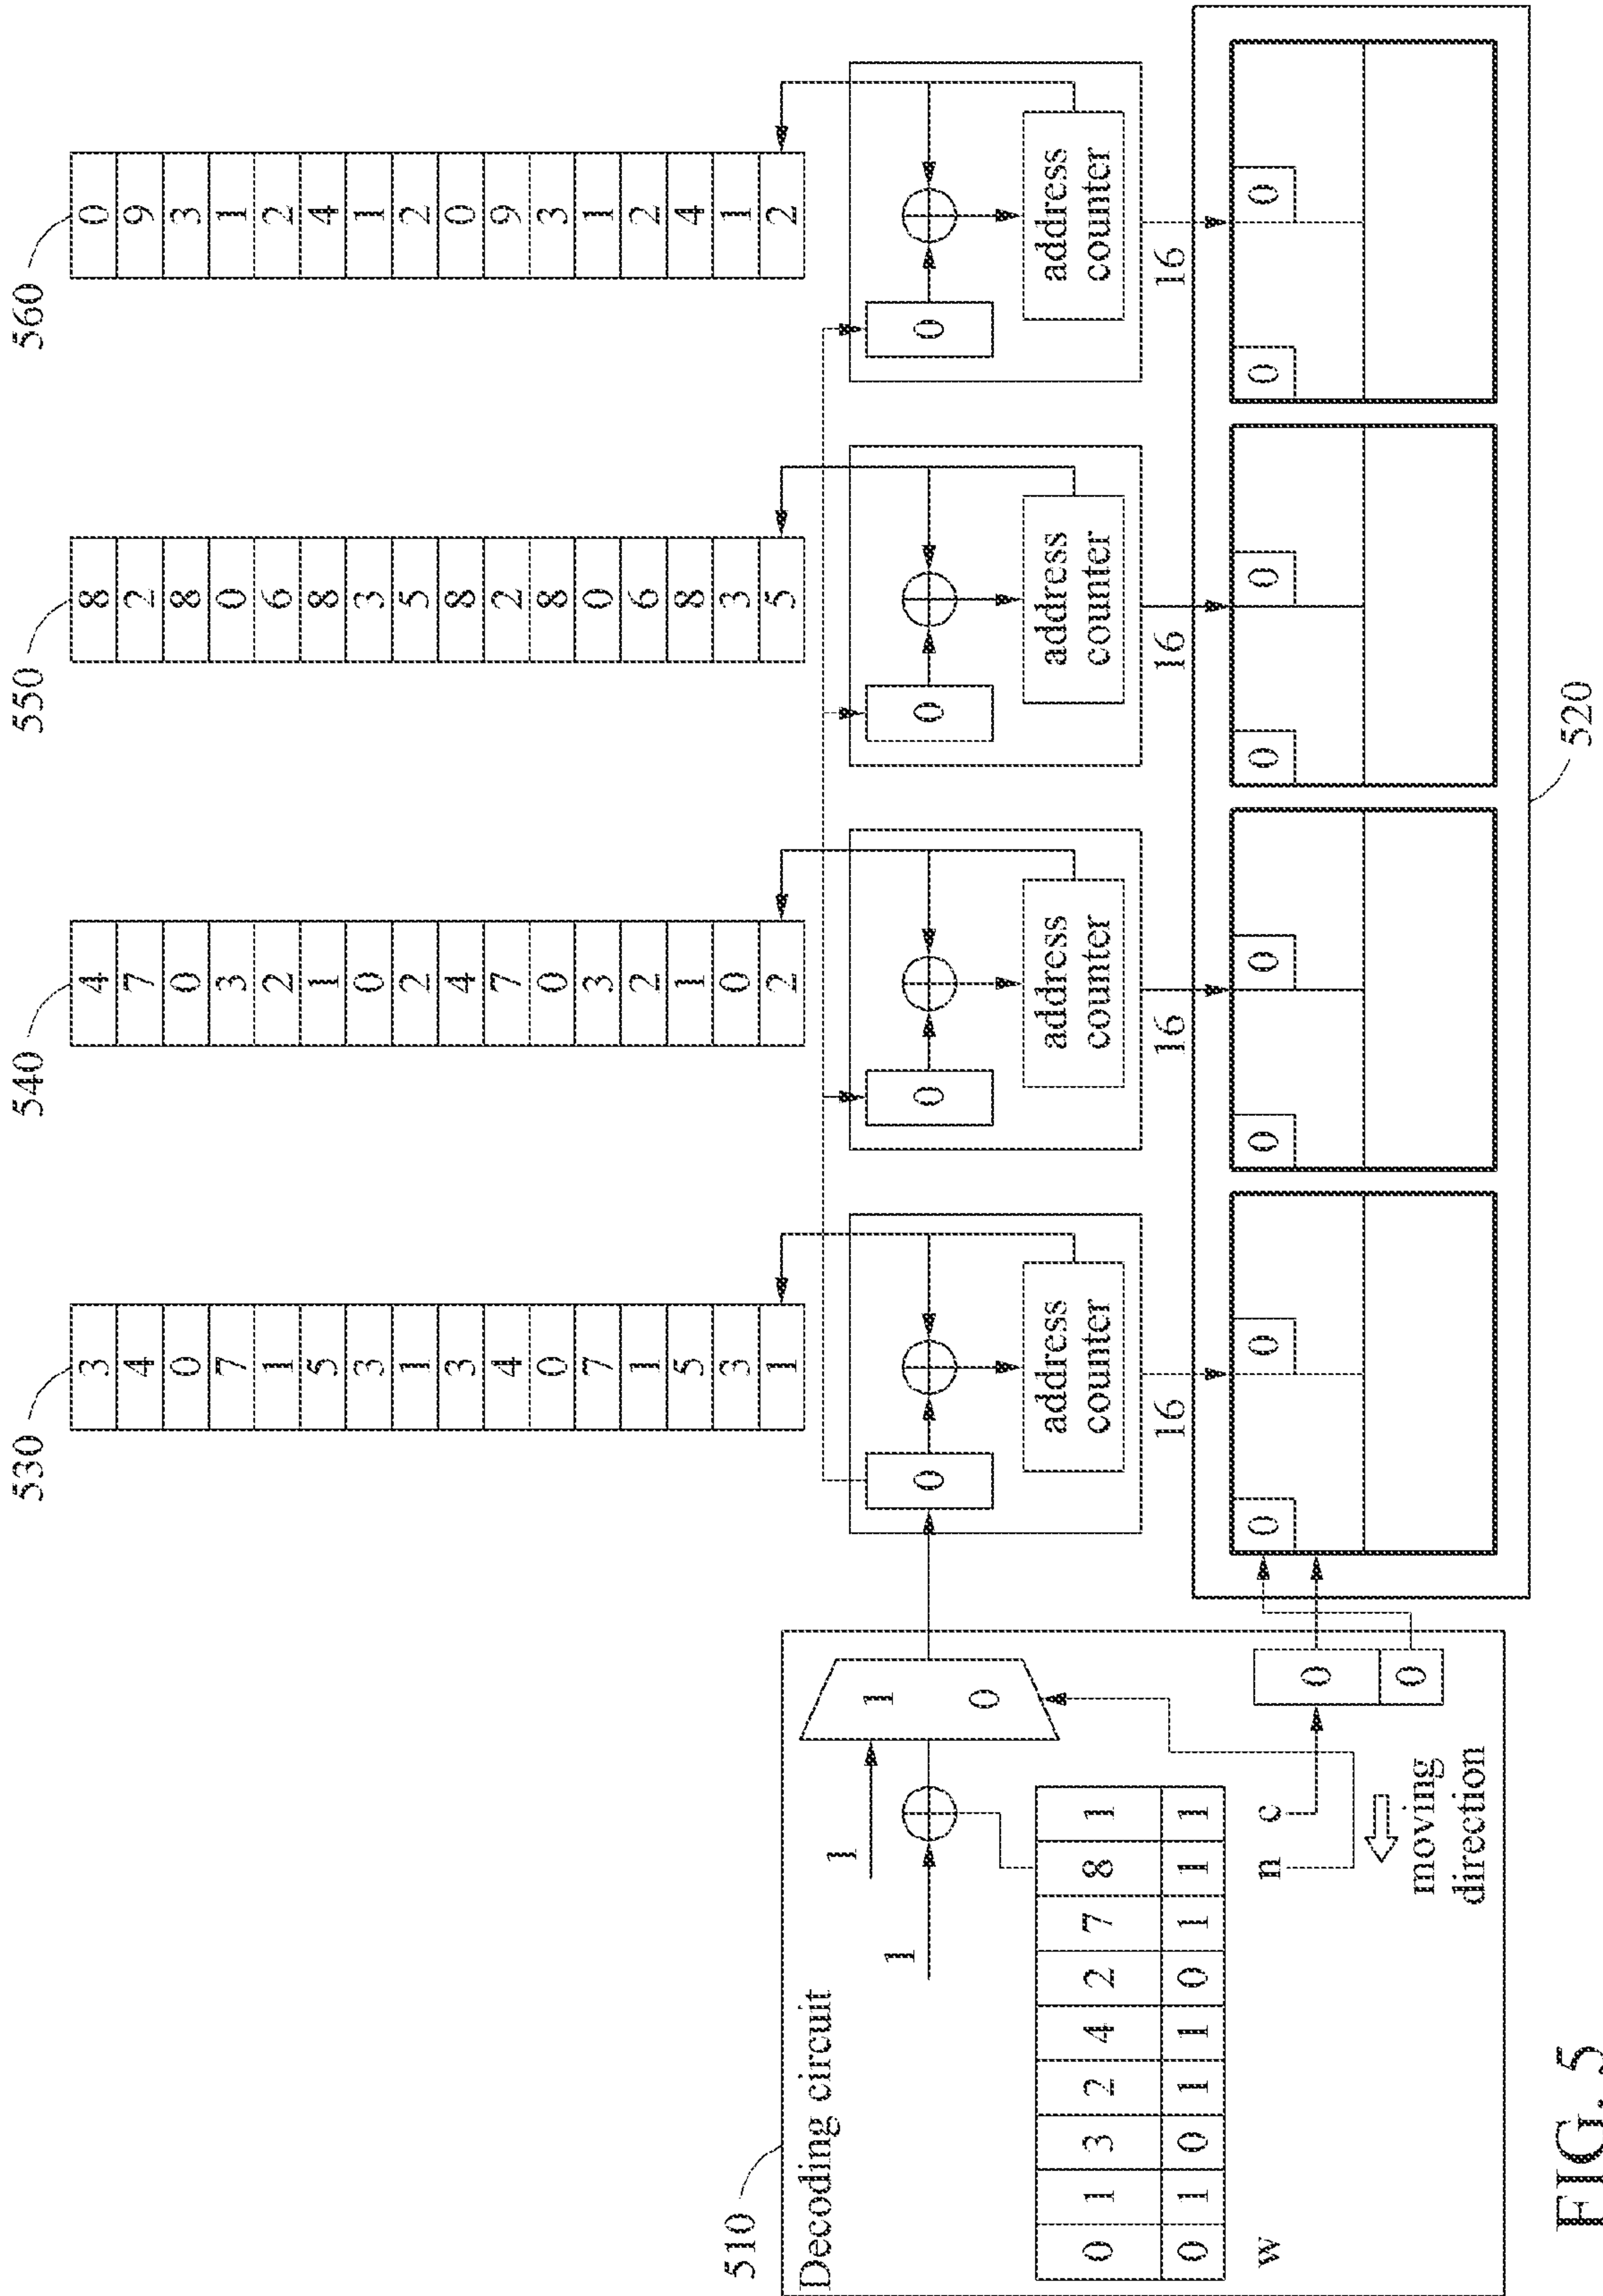 530 540 550 560
3 4 8 0
4 7 2 9
0 0 8 3
7 3 0 1
1 2 6 2
5 1 8 4
3 0 3 1
1 2 5 2
3 4 8 0
4 7 2 9
0 0 8 3
7 3 0 1
1 2 6 2
5 1 8 4
3 0 3 1
1 2 5 2
510
Decoding circuit
1
1
1
0
0 1 3 2 4 2 7 8 1
0 1 0 1 1 0 1 1 1
w n c
moving
direction
0
0
0 0 0 0
address
counter
address
counter
address
counter
address
counter
16 16 16 16
0 0 0 0 0 0 0 0
520
FIG. 5